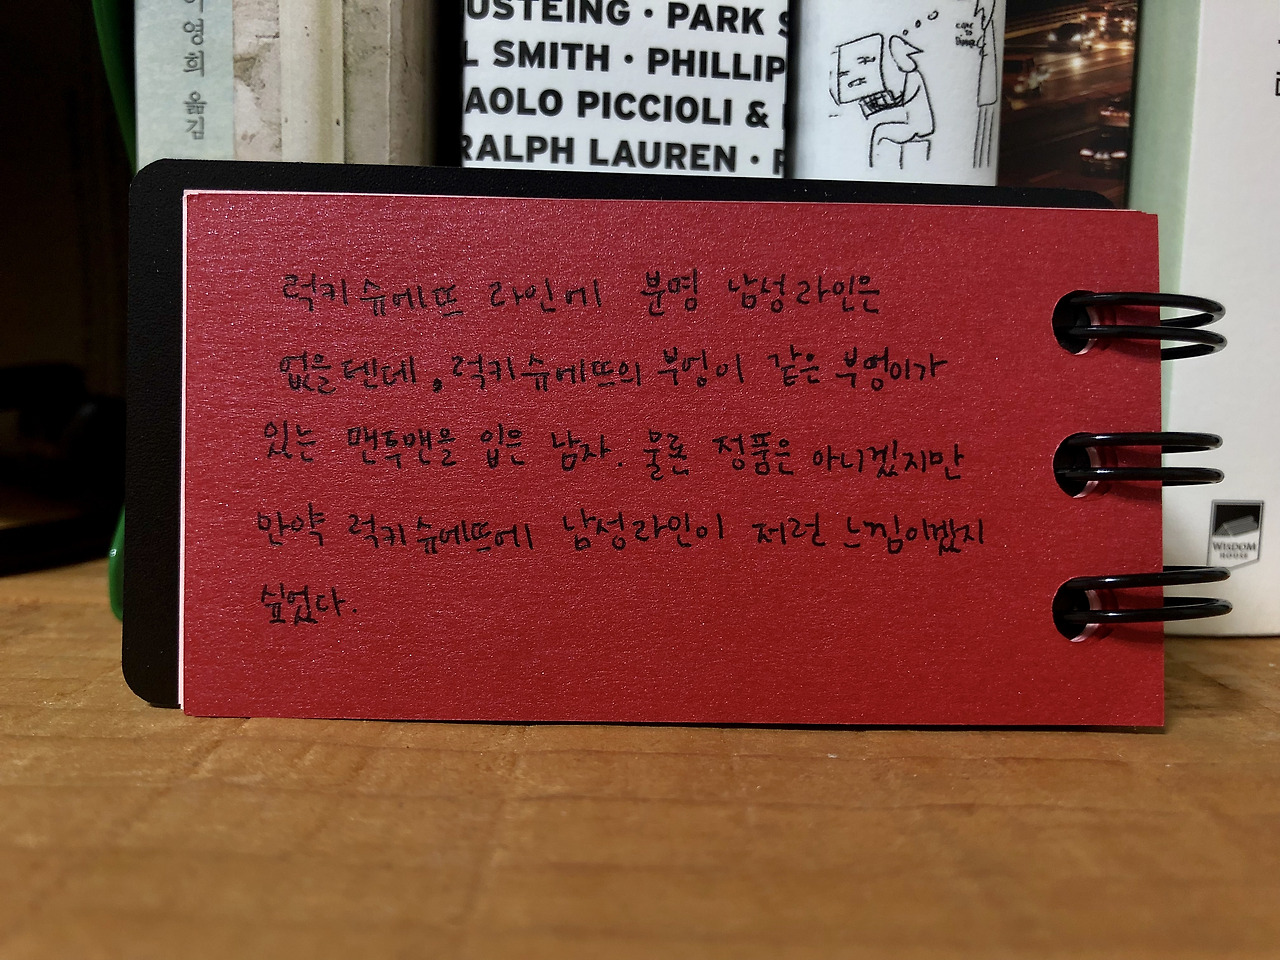 이영희 옮김
USTEING · PARK S
L SMITH · PHILLIP
AOLO PICCIOLI &
RALPH LAUREN ·
럭키슈에뜨 라인에 분명 남성라인은
없을텐데, 럭키슈에뜨의 부엉이 같은 부엉이가
있는 맨투맨을 입은 남자. 물론 정품은 아니겠지만
만약 럭키슈에뜨에 남성라인이 저런 느낌이겠지
싶었다.
WISDOM
HOUSE